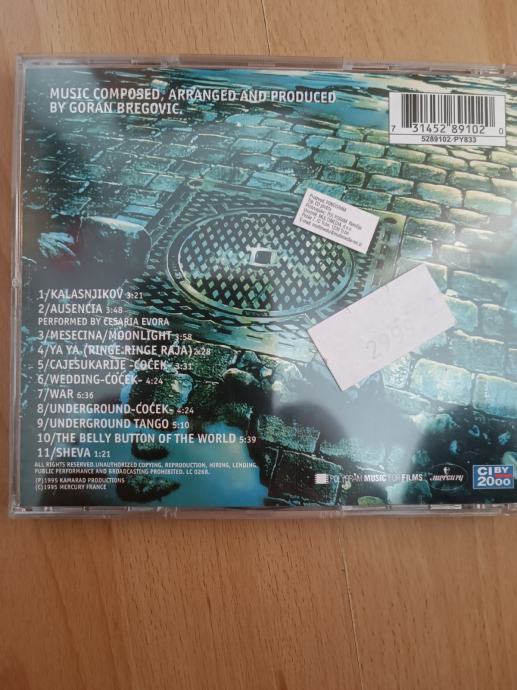 MUSIC COMPOSED, ARRANGED AND PRODUCED
BY GORAN BREGOVIC.
7 31452 89102 0
5289102-PY833
1/KALASNJIKOV 3:21
2/AUSENCIA 3:48
PERFORMED BY CESARIA EVORA
3/MESECINA/MOONLIGHT 3:58
4/YA YA (RINGE RINGE RAJA) 2:28
5/CAJESUKARIJE -ČOČEK- 3:31
6/WEDDING-ČOČEK- 4:24
7/WAR 6:36
8/UNDERGROUND-ČOČEK- 4:24
9/UNDERGROUND TANGO 5:10
10/THE BELLY BUTTON OF THE WORLD 5:39
11/SHEVA 1:21
ALL RIGHTS RESERVED.UNAUTHORIZED COPYING, REPRODUCTION, HIRING, LENDING,
PUBLIC PERFORMANCE AND BROADCASTING PROHIBITED. LC 0268.
(P)1995 KAMARAD PRODUCTIONS
(C)1995 MERCURY FRANCE
POLYGRAM MUSIC FOR FILMS
mercury
CI BY
2000